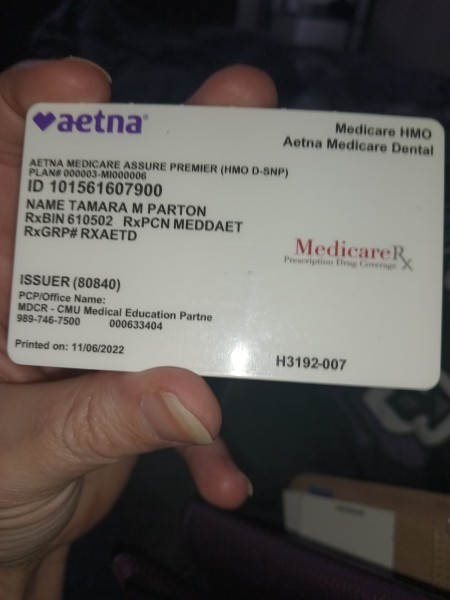 aetna
Medicare HMO
Aetna Medicare Dental
AETNA MEDICARE ASSURE PREMIER (HMO D-SNP)
PLAN# 000003-MI000006
ID 101561607900
NAME TAMARA M PARTON
RxBIN 610502 RxPCN MEDDAET
RxGRP# RXAETD
MedicareRx
Prescription Drug Coverage
ISSUER (80840)
PCP/Office Name:
MDCR - CMU Medical Education Partne
989-746-7500 000633404
Printed on: 11/06/2022
H3192-007